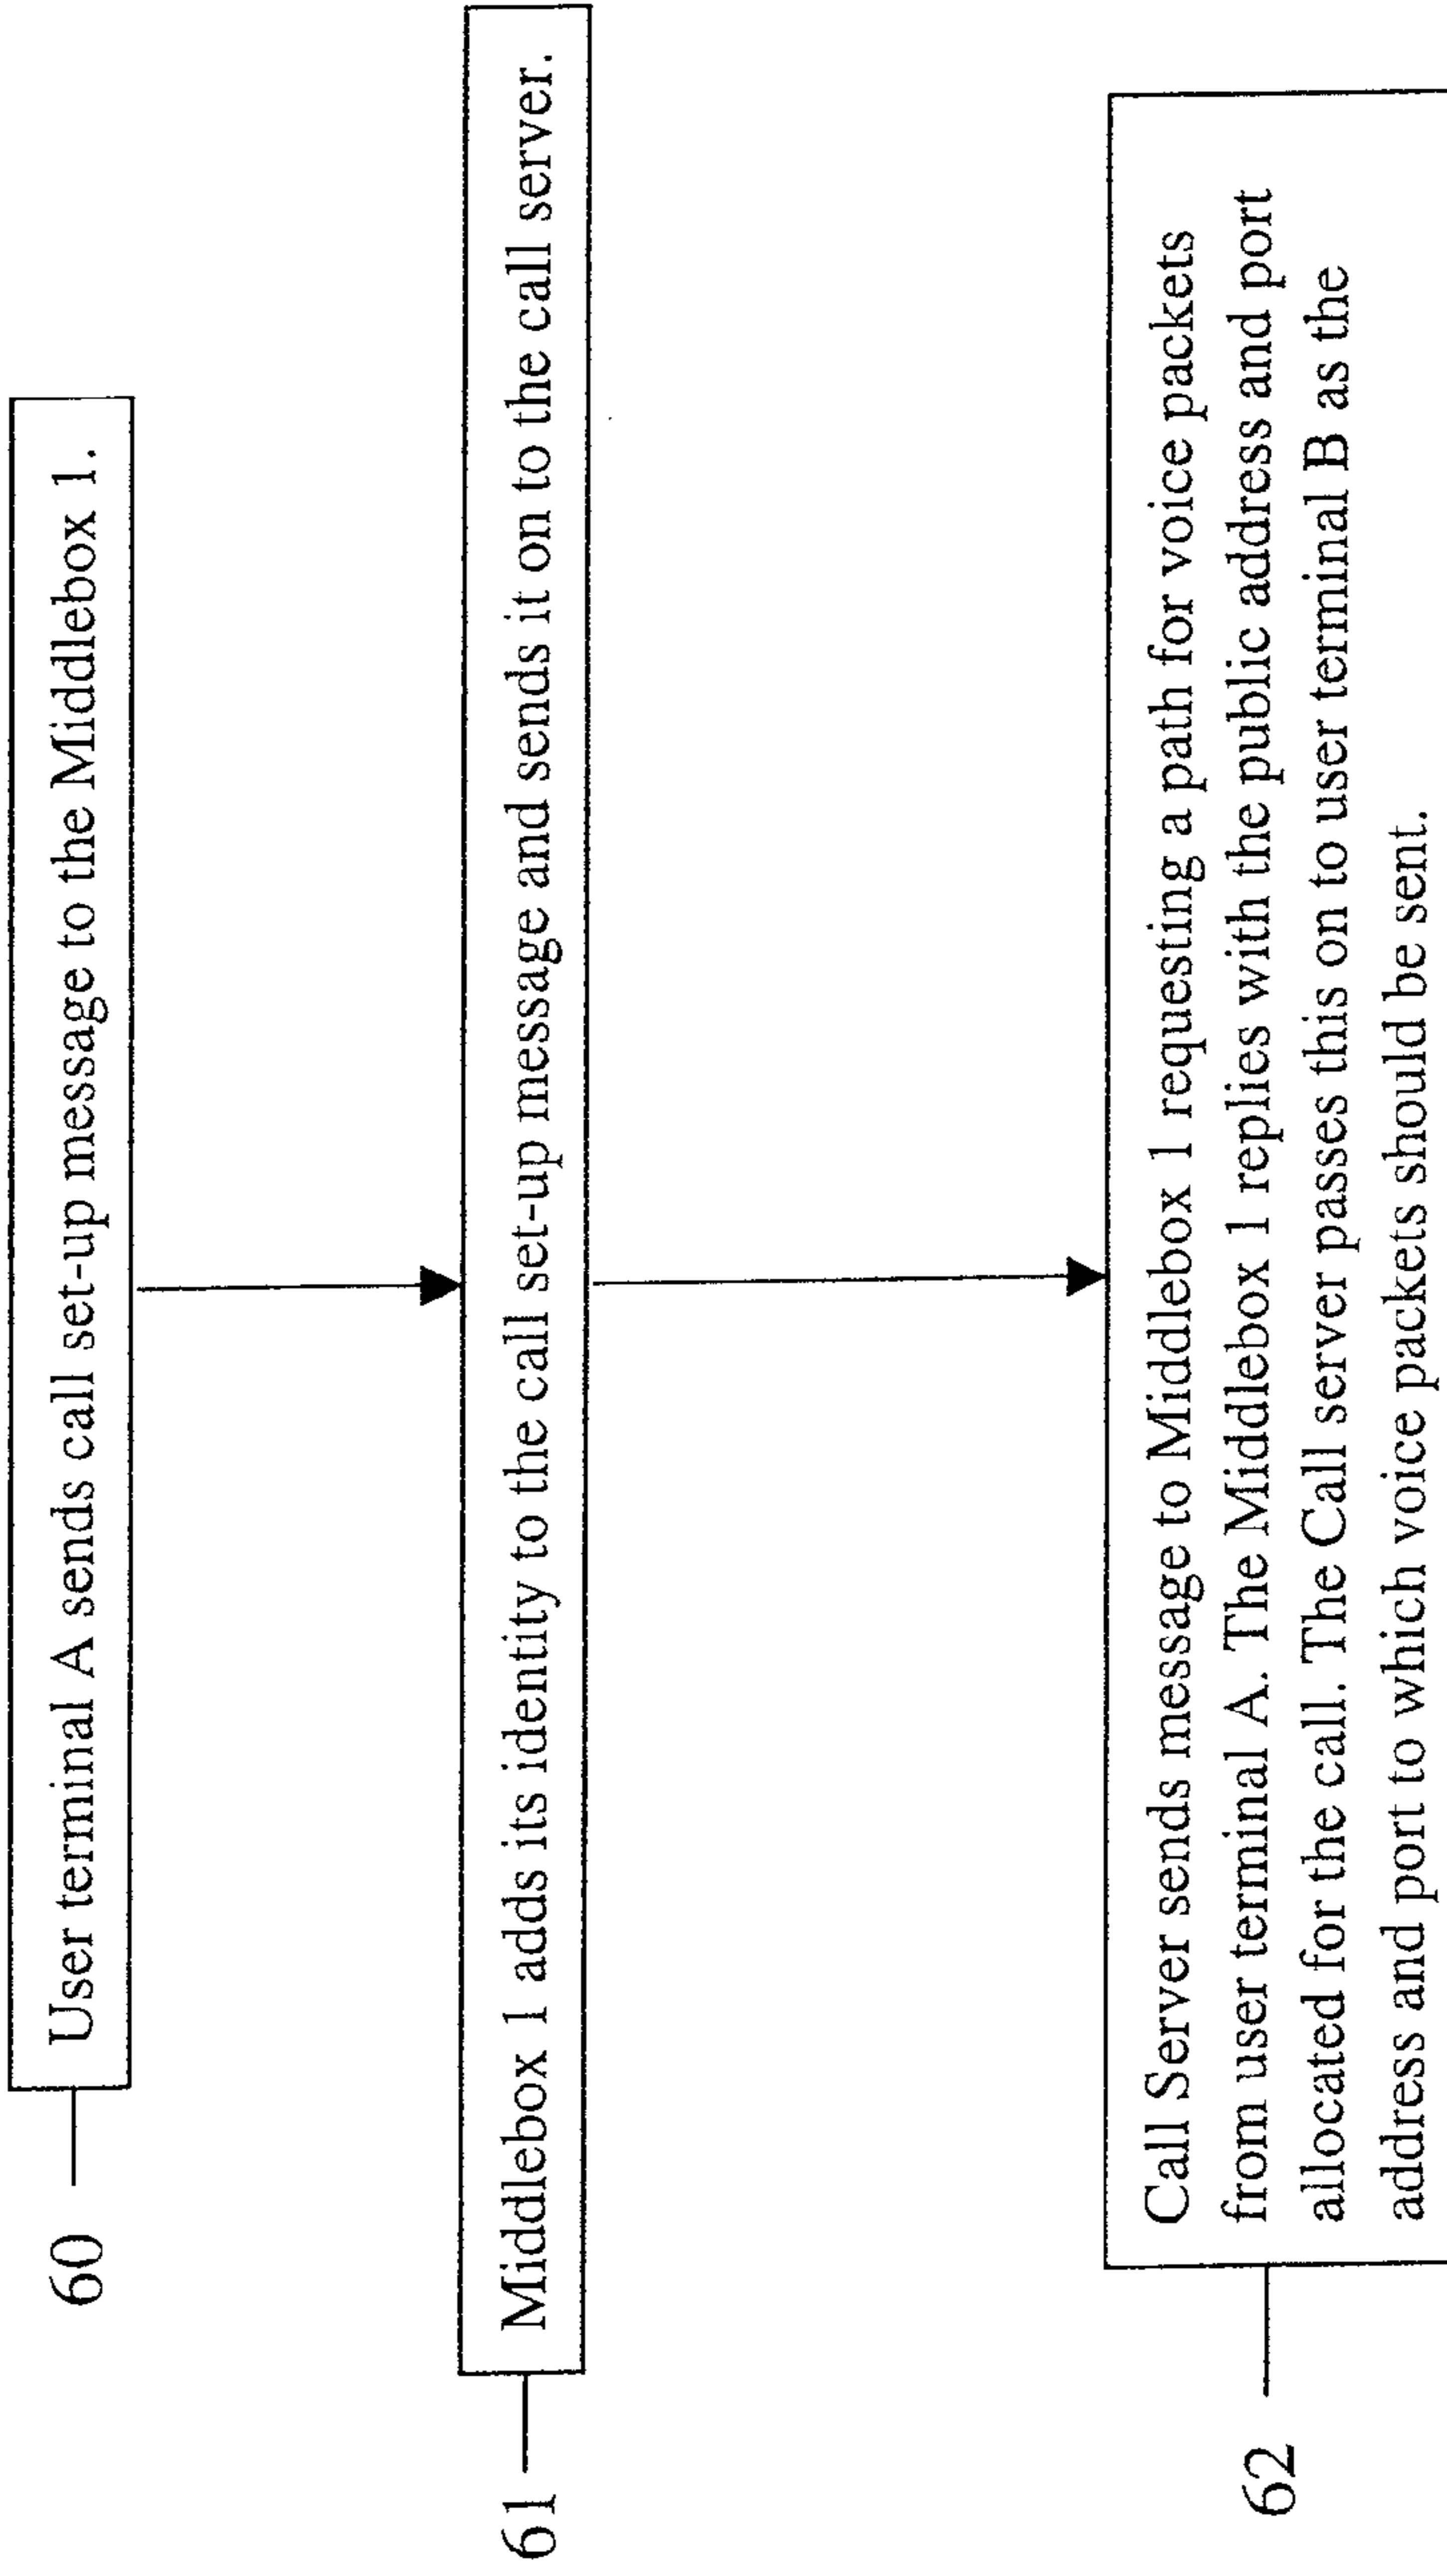 60
User terminal A sends call set-up message to the Middlebox 1.
61
Middlebox 1 adds its identity to the call set-up message and sends it on to the call server.
62
Call Server sends message to Middlebox 1 requesting a path for voice packets
from user terminal A. The Middlebox 1 replies with the public address and port
allocated for the call. The Call server passes this on to user terminal B as the
address and port to which voice packets should be sent.